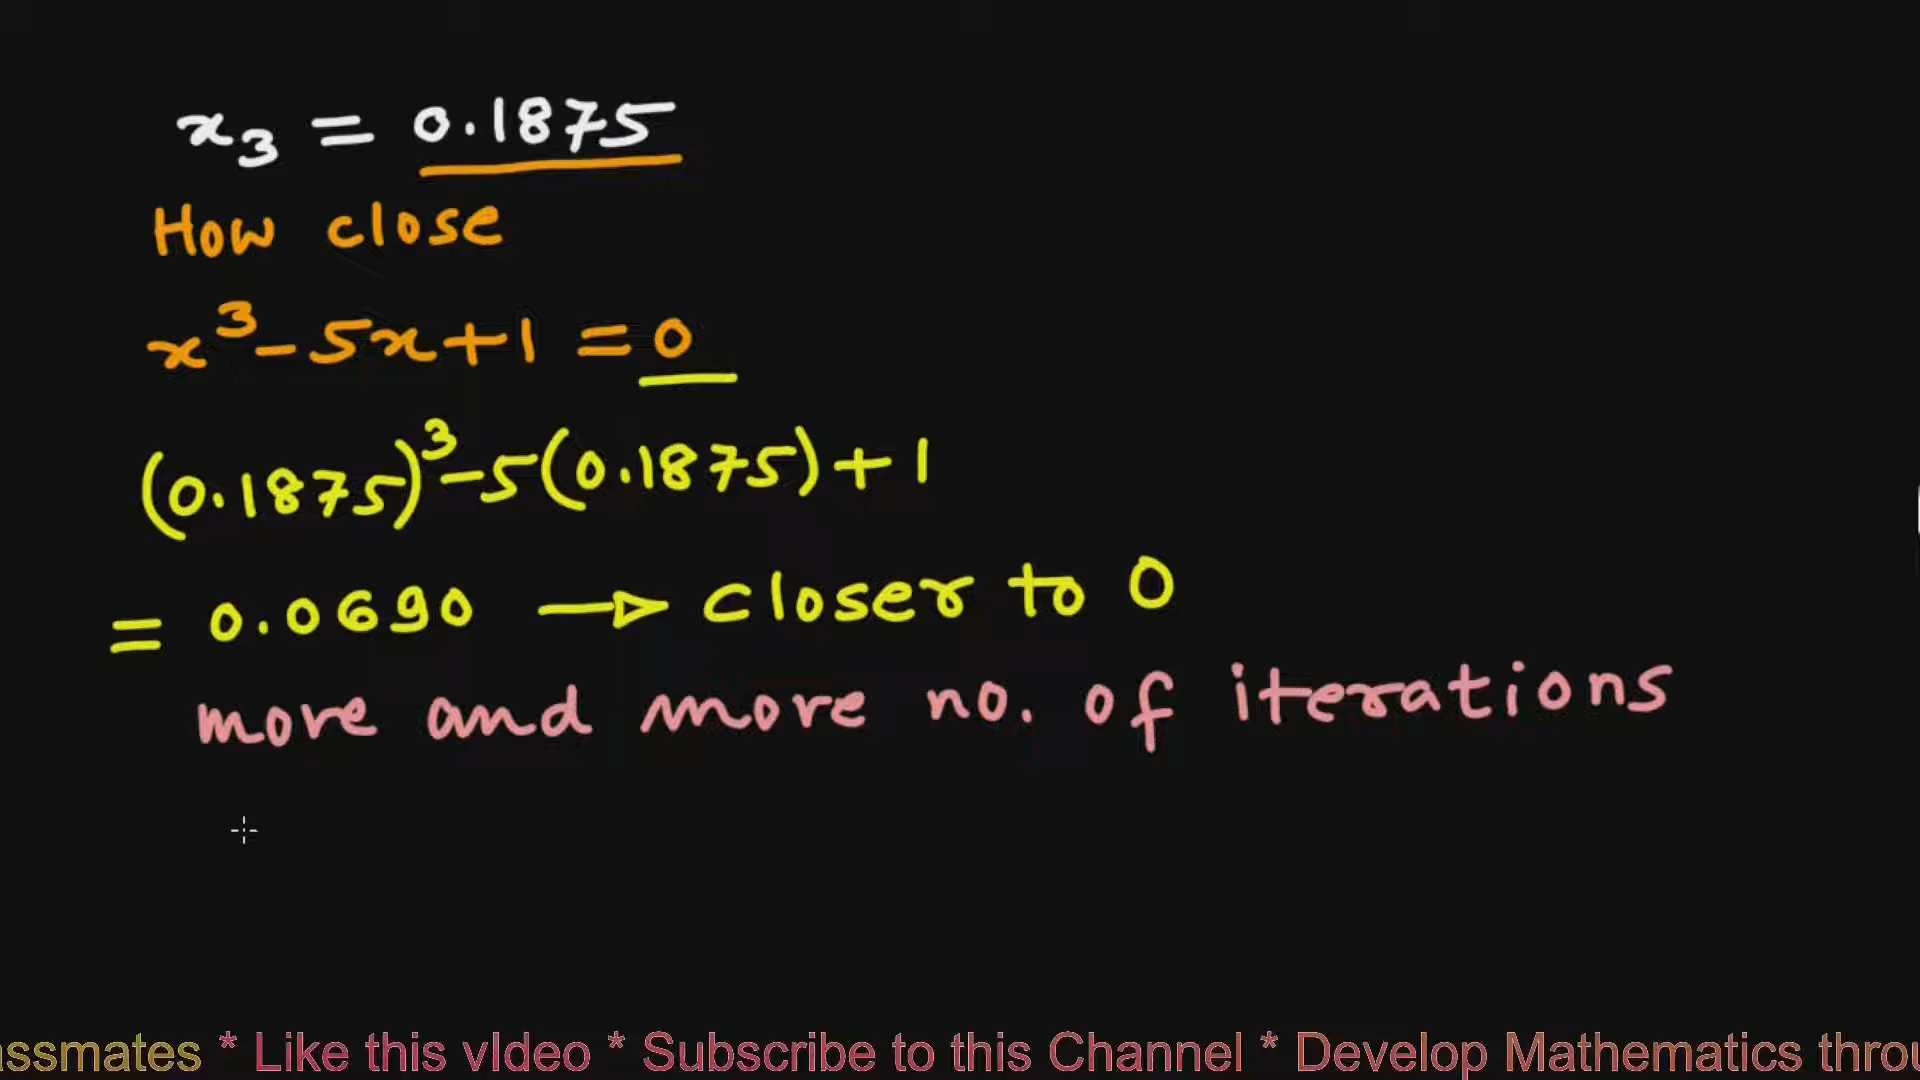 x₃ = 0.1875
How close
x³-5x+1 = 0
(0.1875)³-5(0.1875)+1
= 0.0690 → closer to 0
more and more no. of iterations
assmates * Like this vIdeo * Subscribe to this Channel * Develop Mathematics throu